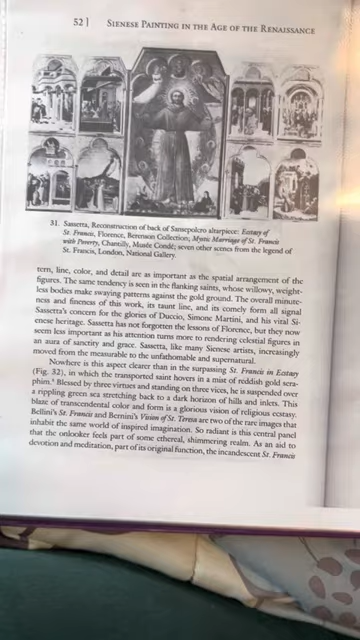 52 | SIENESE PAINTING IN THE AGE OF THE RENAISSANCE
31. Sassetta, Reconstruction of back of Sansepolcro altarpiece: Ecstasy of
St. Francis, Florence, Berenson Collection; Mystic Marriage of St. Francis
with Poverty, Chantilly, Musée Condé; seven other scenes from the legend of
St. Francis, London, National Gallery.
tern, line, color, and detail are as important as the spatial arrangement of the
figures. The same tendency is seen in the flanking saints, whose willowy, weight-
less bodies make swaying patterns against the gold ground. The overall minute-
ness and fineness of this work, its taut line, and its comely form all signal
Sassetta's concern for the glories of Duccio, Simone Martini, and his vital Si-
enese heritage. Sassetta has not forgotten the lessons of Florence, but they now
seem less important as his attention turns more to rendering celestial figures in
an aura of sanctity and grace. Sassetta, like many Sienese artists, increasingly
moved from the measurable to the unfathomable and supernatural.
Nowhere is this aspect clearer than in the surpassing St. Francis in Ecstasy
(Fig. 32), in which the transported saint hovers in a mist of reddish gold sera-
phim. Blessed by three virtues and standing on three vices, he is suspended over
a rippling green sea stretching back to a dark horizon of hills and inlets. This
blaze of transcendental color and form is a glorious vision of religious ecstasy.
Bellini's St. Francis and Bernini's Vision of St. Teresa are two of the rare images that
inhabit the same world of inspired imagination. So radiant is this central panel
that the onlooker feels part of some ethereal, shimmering realm. As an aid to
devotion and meditation, part of its original function, the incandescent St. Francis